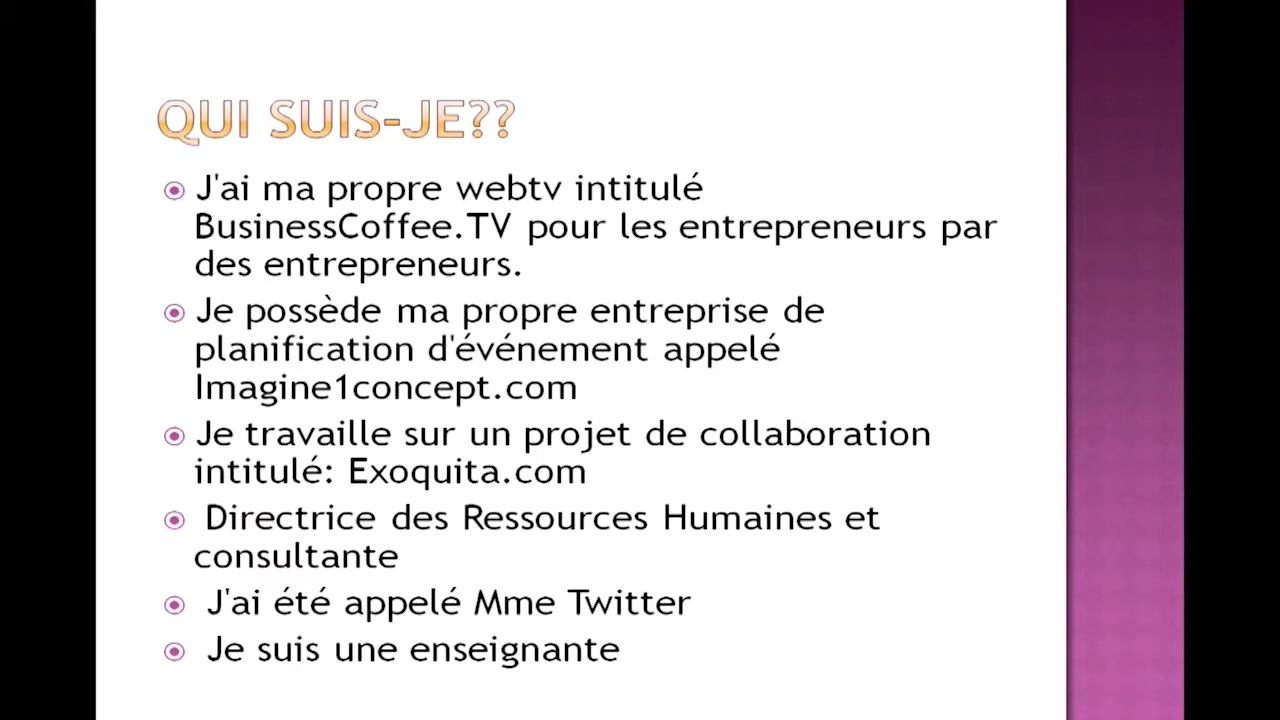 QUI SUIS-JE??
J'ai ma propre webtv intitulé
BusinessCoffee.TV pour les entrepreneurs par
des entrepreneurs.
Je possède ma propre entreprise de
planification d'événement appelé
Imagine1concept.com
Je travaille sur un projet de collaboration
intitulé: Exoquita.com
Directrice des Ressources Humaines et
consultante
J'ai été appelé Mme Twitter
Je suis une enseignante